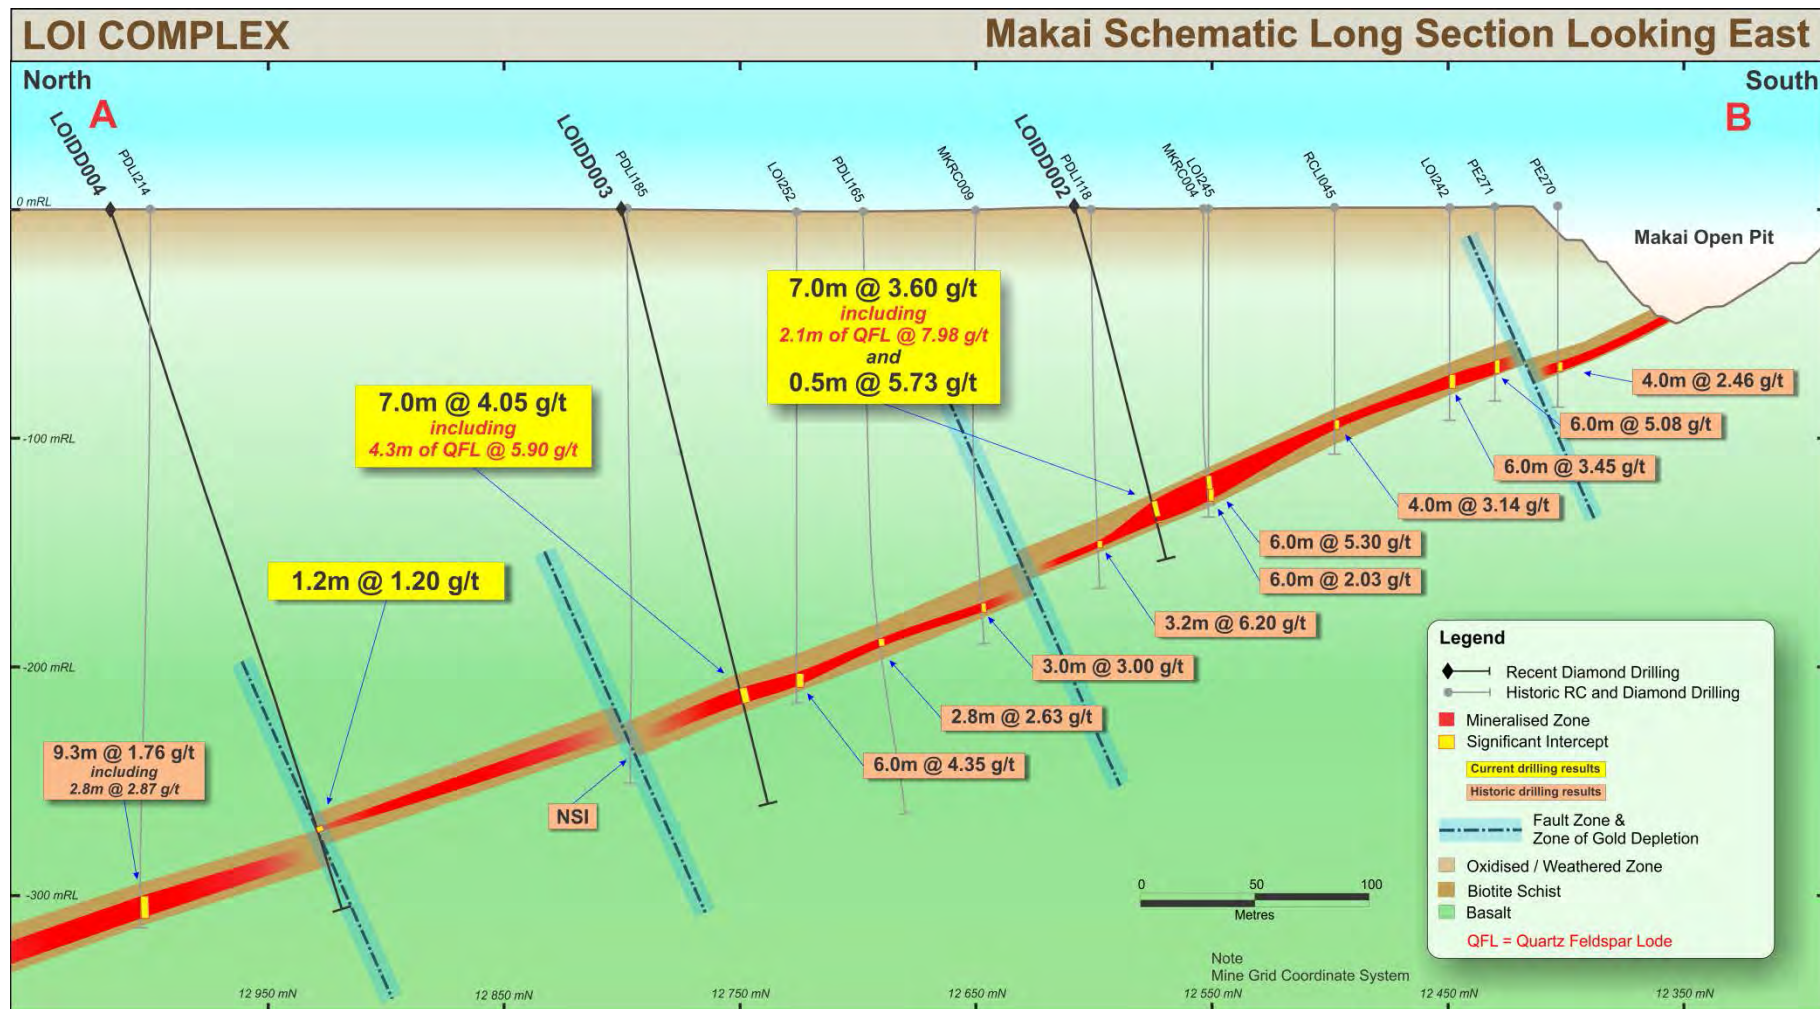 LOI COMPLEX
Makai Schematic Long Section Looking East
North
South
A
B
LOIDD004
PDLI214
LOIDD003
PDLI185
LOI252
PDLI165
MKRC009
LOIDD002
PDLI118
MKRC004
LOI245
RCLI045
LOI242
PE271
PE270
0 mRL
Makai Open Pit
7.0m @ 3.60 g/t
including
2.1m of QFL @ 7.98 g/t
and
0.5m @ 5.73 g/t
7.0m @ 4.05 g/t
including
4.3m of QFL @ 5.90 g/t
4.0m @ 2.46 g/t
6.0m @ 5.08 g/t
-100 mRL
6.0m @ 3.45 g/t
4.0m @ 3.14 g/t
6.0m @ 5.30 g/t
6.0m @ 2.03 g/t
1.2m @ 1.20 g/t
3.2m @ 6.20 g/t
-200 mRL
3.0m @ 3.00 g/t
2.8m @ 2.63 g/t
6.0m @ 4.35 g/t
9.3m @ 1.76 g/t
including
2.8m @ 2.87 g/t
NSI
-300 mRL
Legend
Recent Diamond Drilling
Historic RC and Diamond Drilling
Mineralised Zone
Significant Intercept
Current drilling results
Historic drilling results
Fault Zone &
Zone of Gold Depletion
Oxidised / Weathered Zone
Biotite Schist
Basalt
QFL = Quartz Feldspar Lode
0 50 100
Metres
Note
Mine Grid Coordinate System
12 950 mN
12 850 mN
12 750 mN
12 650 mN
12 550 mN
12 450 mN
12 350 mN